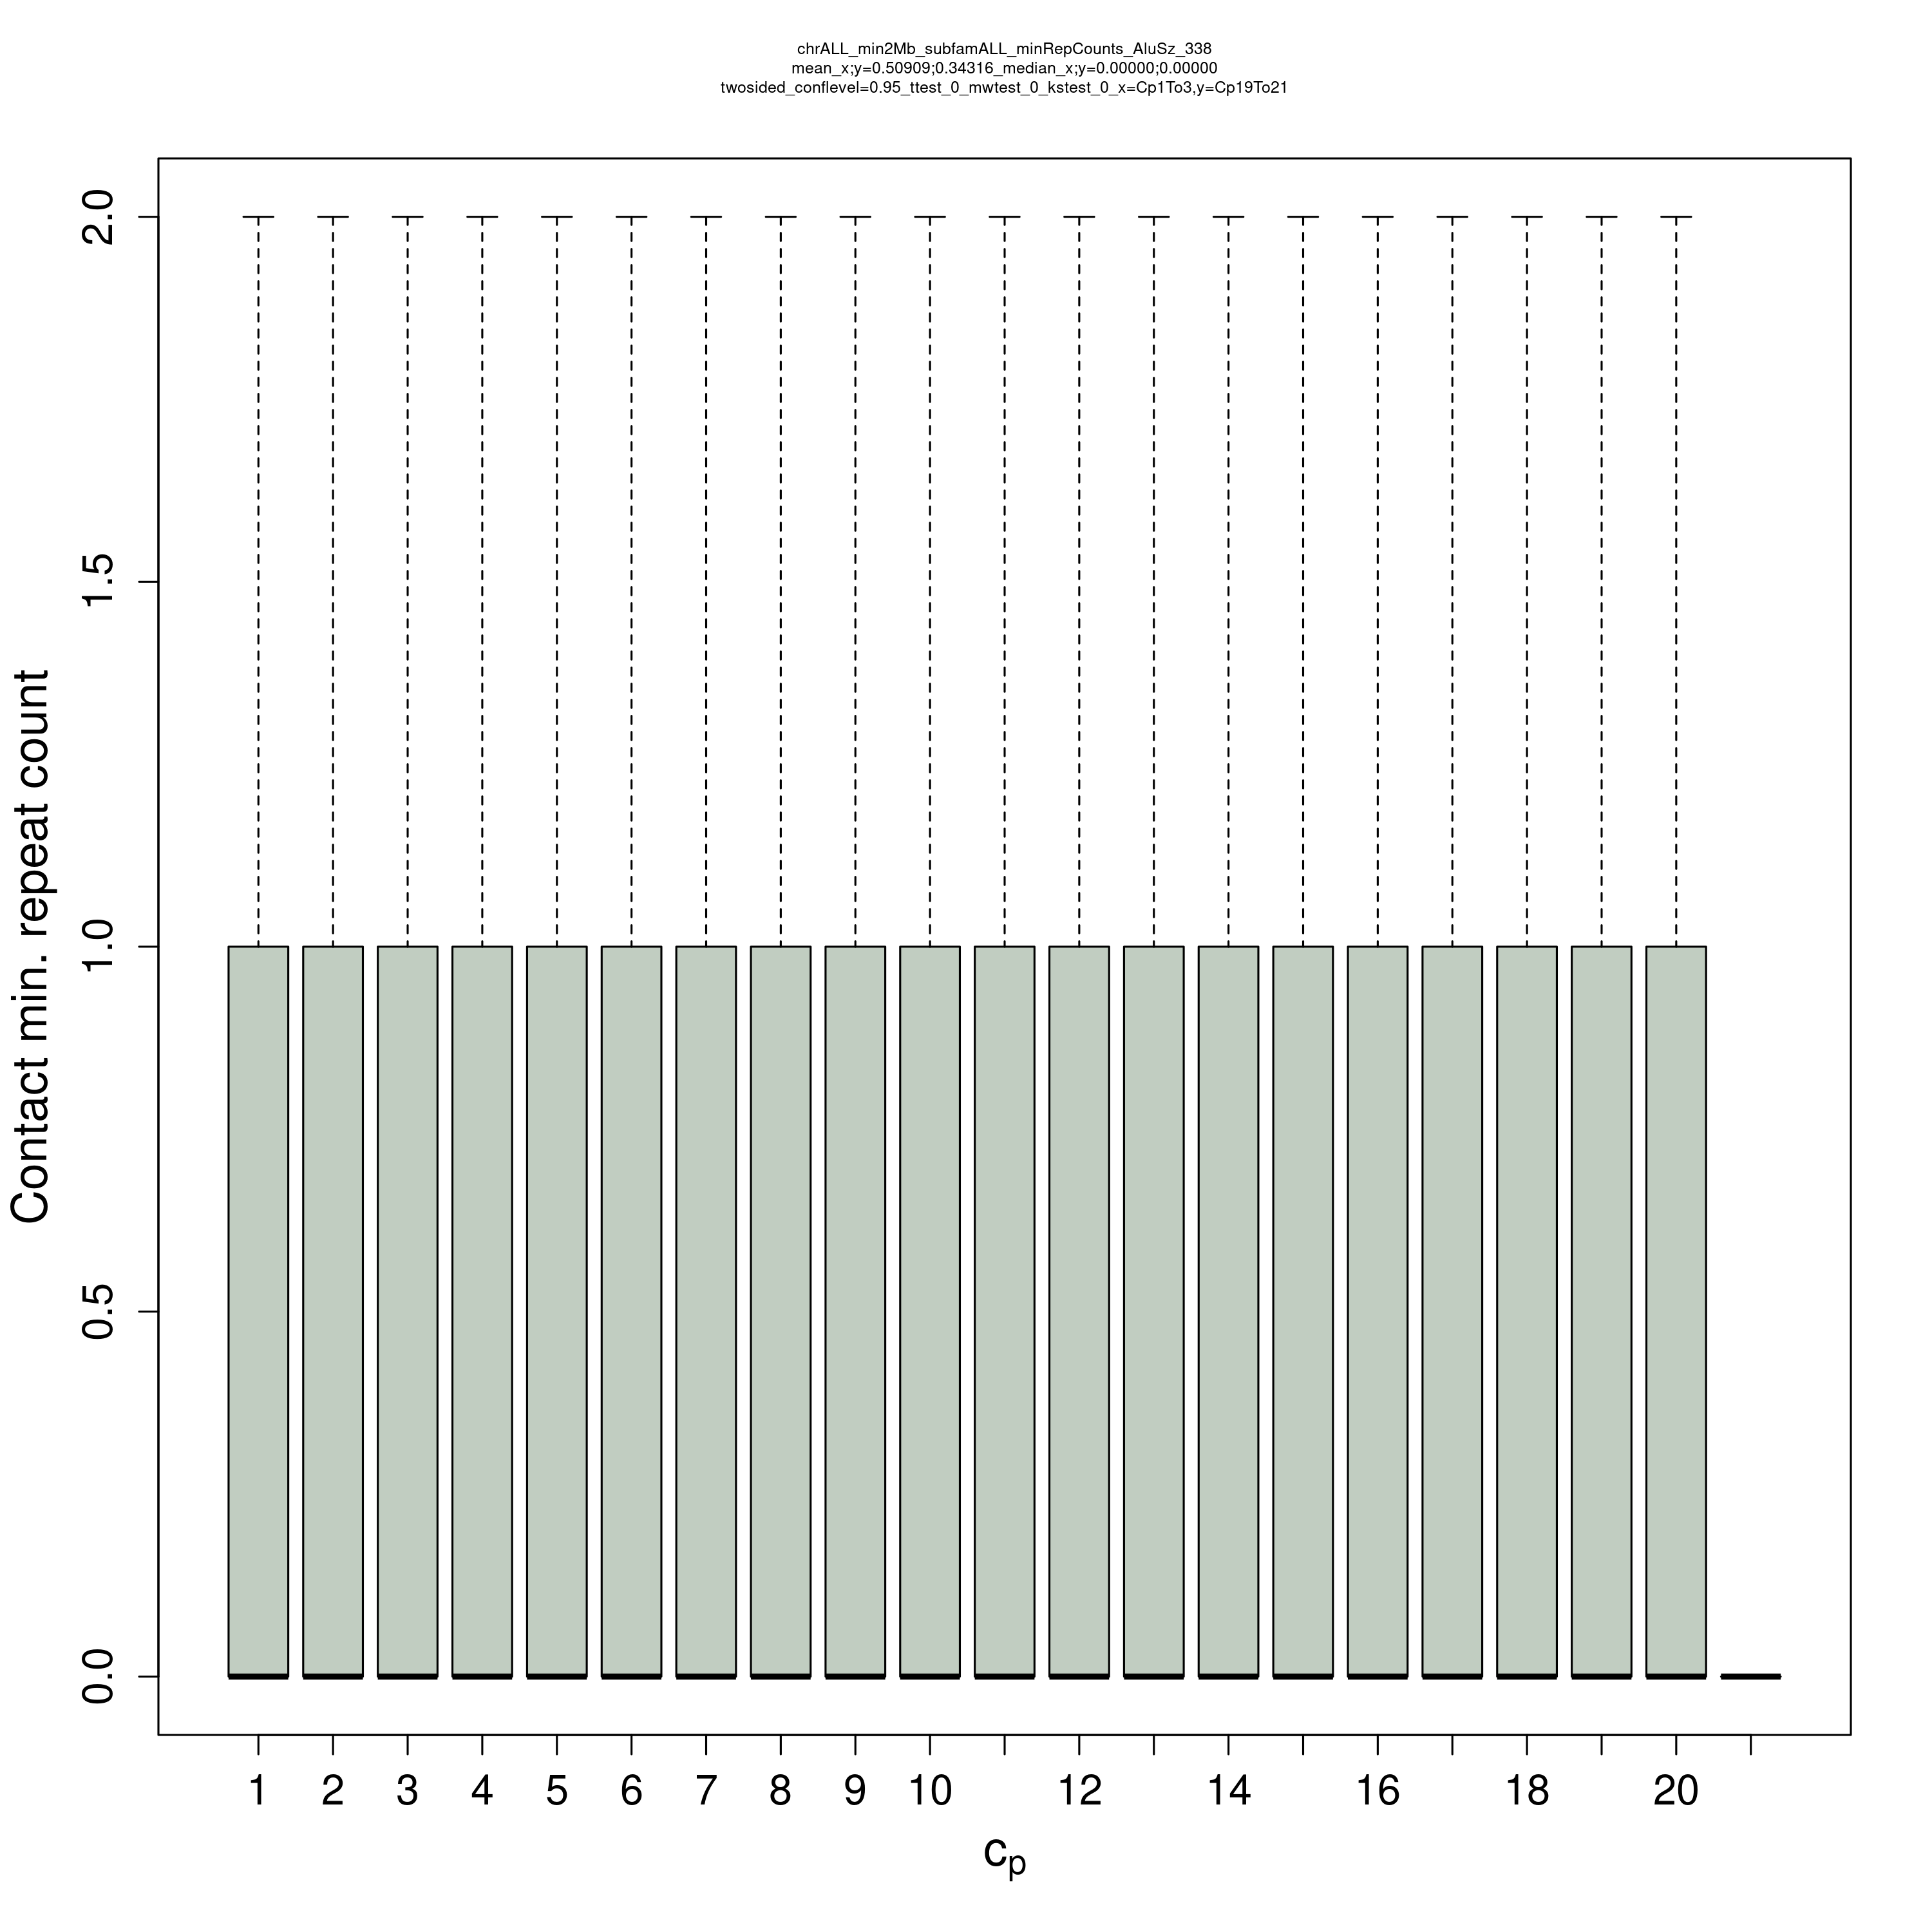 chrALL_min2Mb_subfamALL_minRepCounts_AluSz_338
mean_x;y=0.50909;0.34316_median_x;y=0.00000;0.00000
twosided_conflevel=0.95_ttest_0_mwtest_0_kstest_0_x=Cp1To3,y=Cp19To21
Contact min. repeat count
2.0
1.5
1.0
0.5
0.0
1 2 3 4 5 6 7 8 9 10 12 14 16 18 20
cp